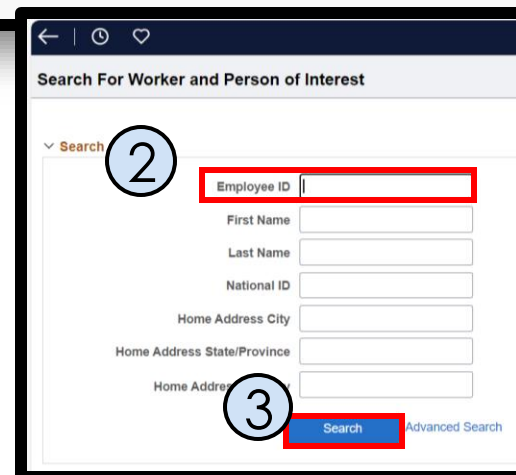 Search For Worker and Person of Interest
Search
2
Employee ID
First Name
Last Name
National ID
Home Address City
Home Address State/Province
Home
3
Search Advanced Search